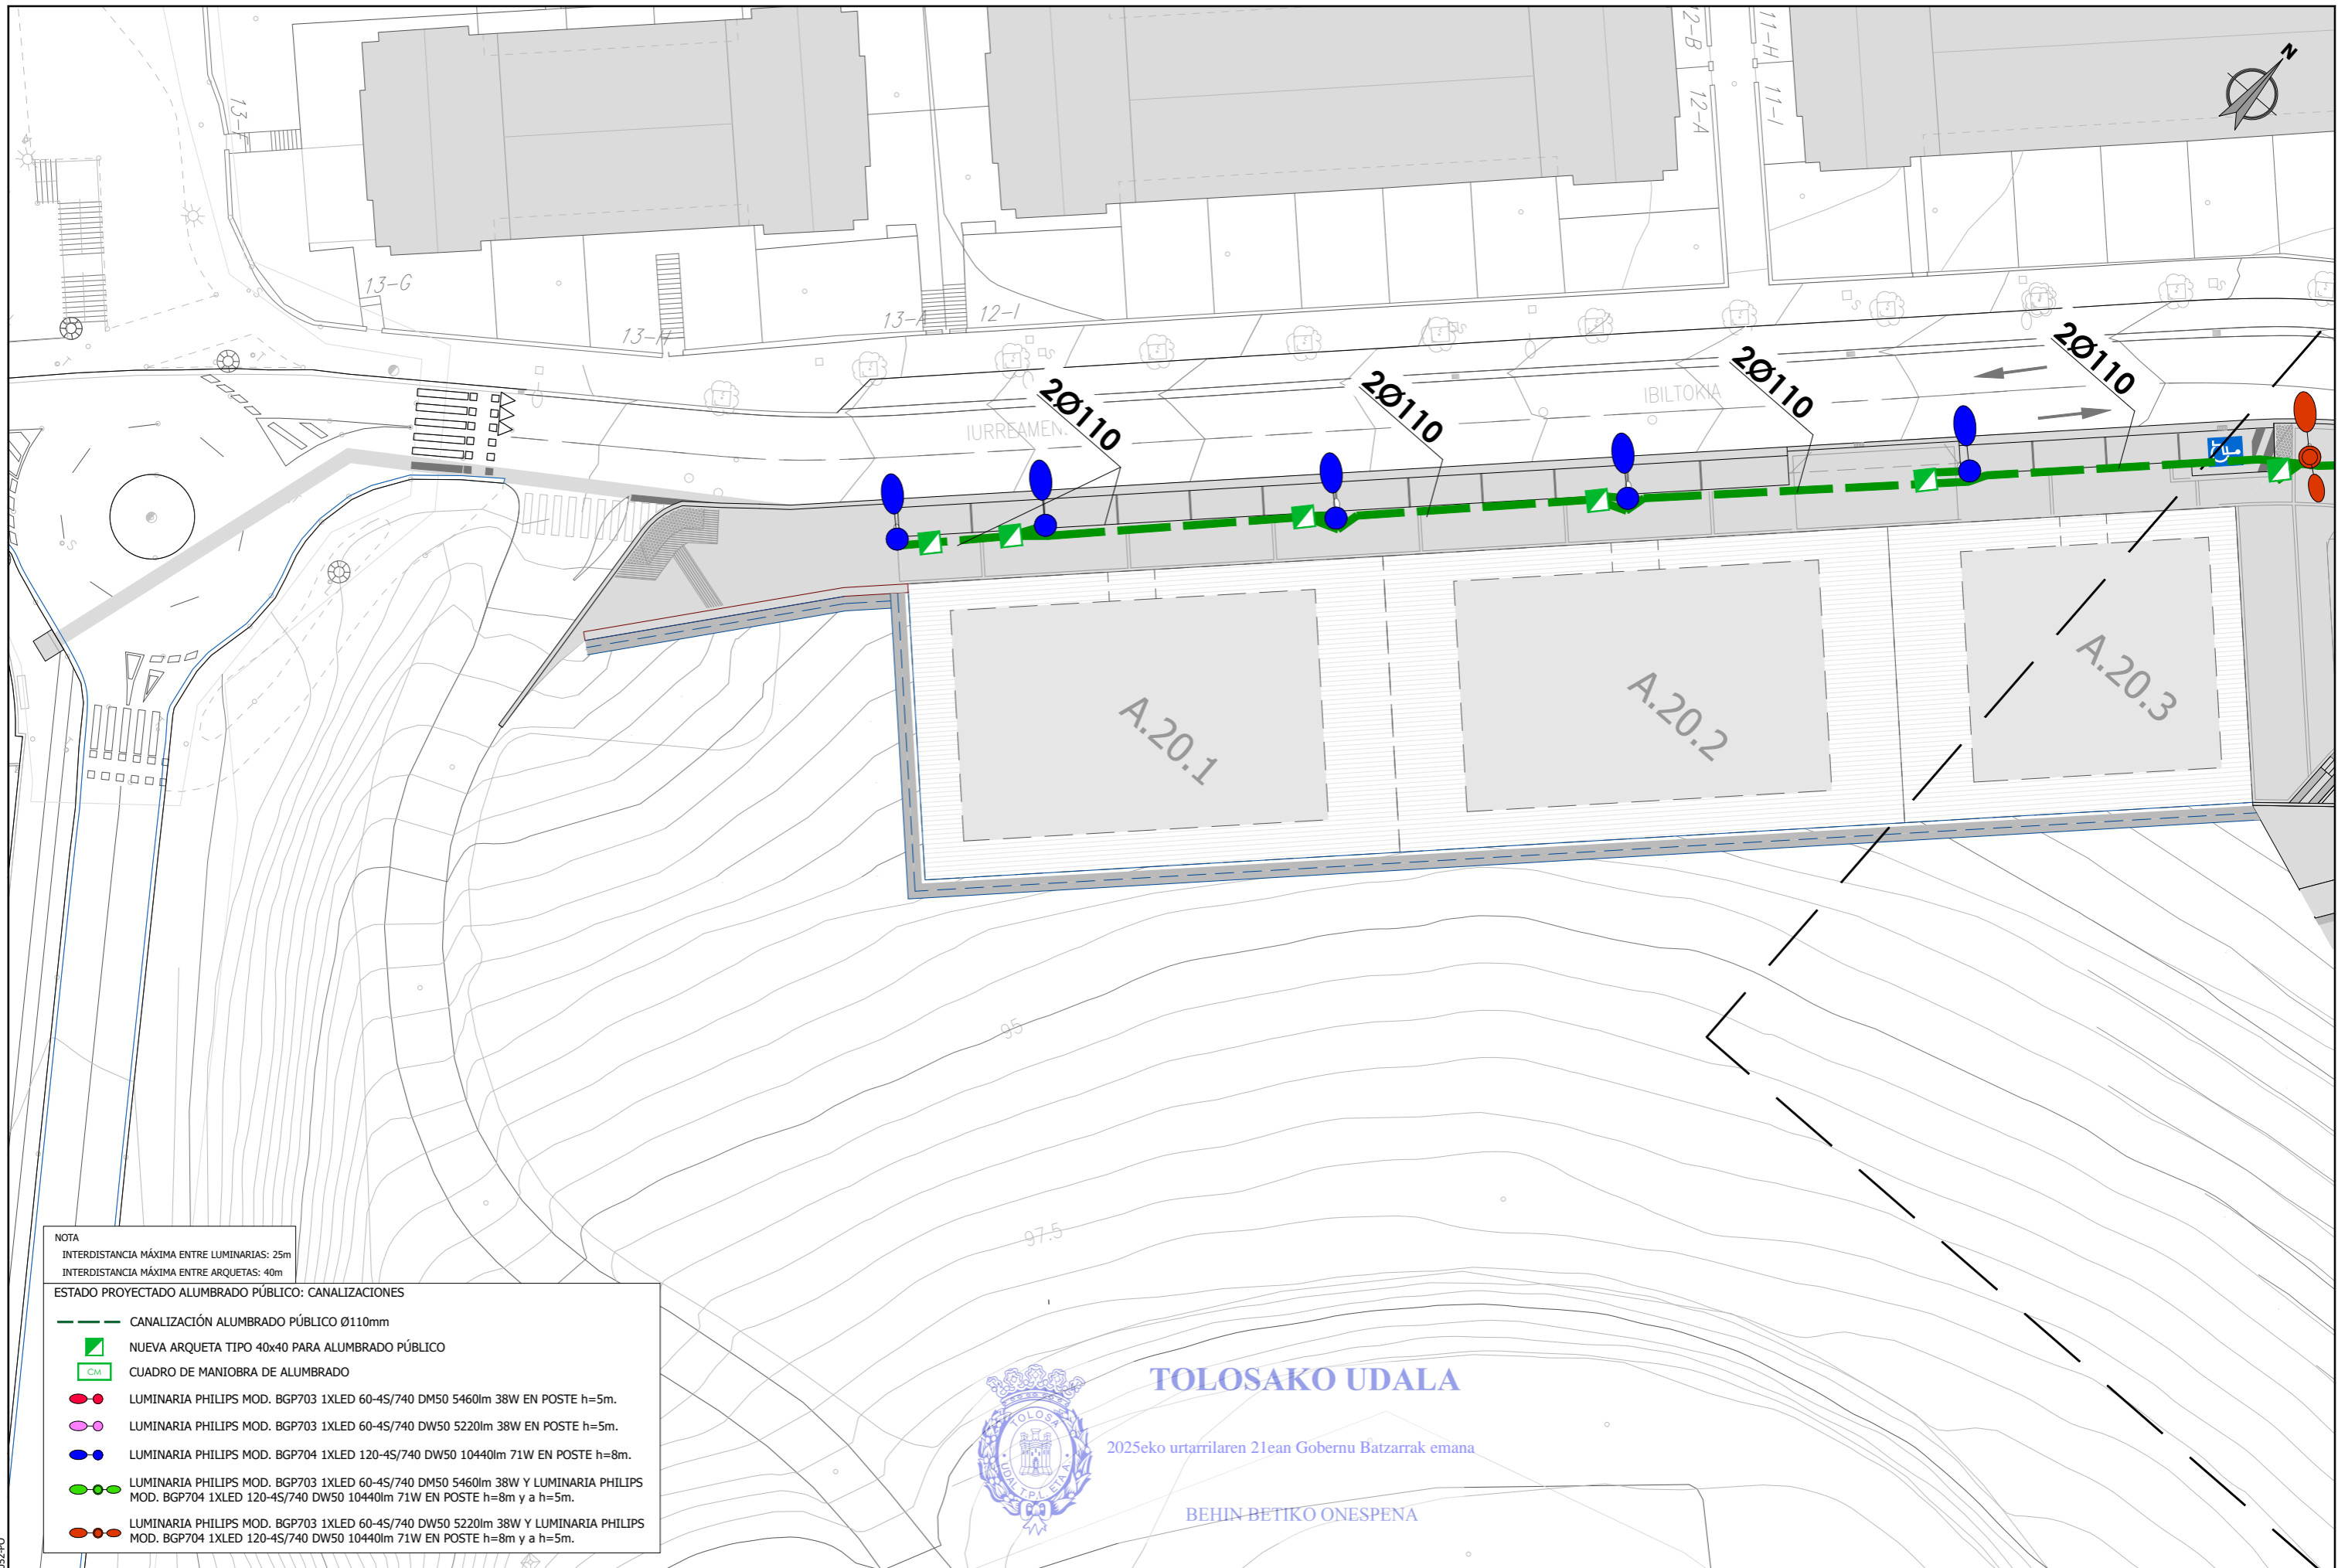 12-B
11-H
N
13-F
12-A
11-I
13-G
13-H
13-A
12-I
2Ø110
2Ø110
2Ø110
2Ø110
IBILTOKIA
A.20.1
A.20.2
A.20.3
95
97.5
NOTA
INTERDISTANCIA MÁXIMA ENTRE LUMINARIAS: 25m
INTERDISTANCIA MÁXIMA ENTRE ARQUETAS: 40m
ESTADO PROYECTADO ALUMBRADO PÚBLICO: CANALIZACIONES
CANALIZACIÓN ALUMBRADO PÚBLICO Ø110mm
NUEVA ARQUETA TIPO 40x40 PARA ALUMBRADO PÚBLICO
CM CUADRO DE MANIOBRA DE ALUMBRADO
LUMINARIA PHILIPS MOD. BGP703 1XLED 60-4S/740 DM50 5460lm 38W EN POSTE h=5m.
LUMINARIA PHILIPS MOD. BGP703 1XLED 60-4S/740 DW50 5220lm 38W EN POSTE h=5m.
LUMINARIA PHILIPS MOD. BGP704 1XLED 120-4S/740 DW50 10440lm 71W EN POSTE h=8m.
LUMINARIA PHILIPS MOD. BGP703 1XLED 60-4S/740 DM50 5460lm 38W Y LUMINARIA PHILIPS
MOD. BGP704 1XLED 120-4S/740 DW50 10440lm 71W EN POSTE h=8m y a h=5m.
LUMINARIA PHILIPS MOD. BGP703 1XLED 60-4S/740 DW50 5220lm 38W Y LUMINARIA PHILIPS
MOD. BGP704 1XLED 120-4S/740 DW50 10440lm 71W EN POSTE h=8m y a h=5m.
TOLOSAKO UDALA
TOLOSA
2025eko urtarrilaren 21ean Gobernu Batzarrak emana
BEHIN BETIKO ONESPENA